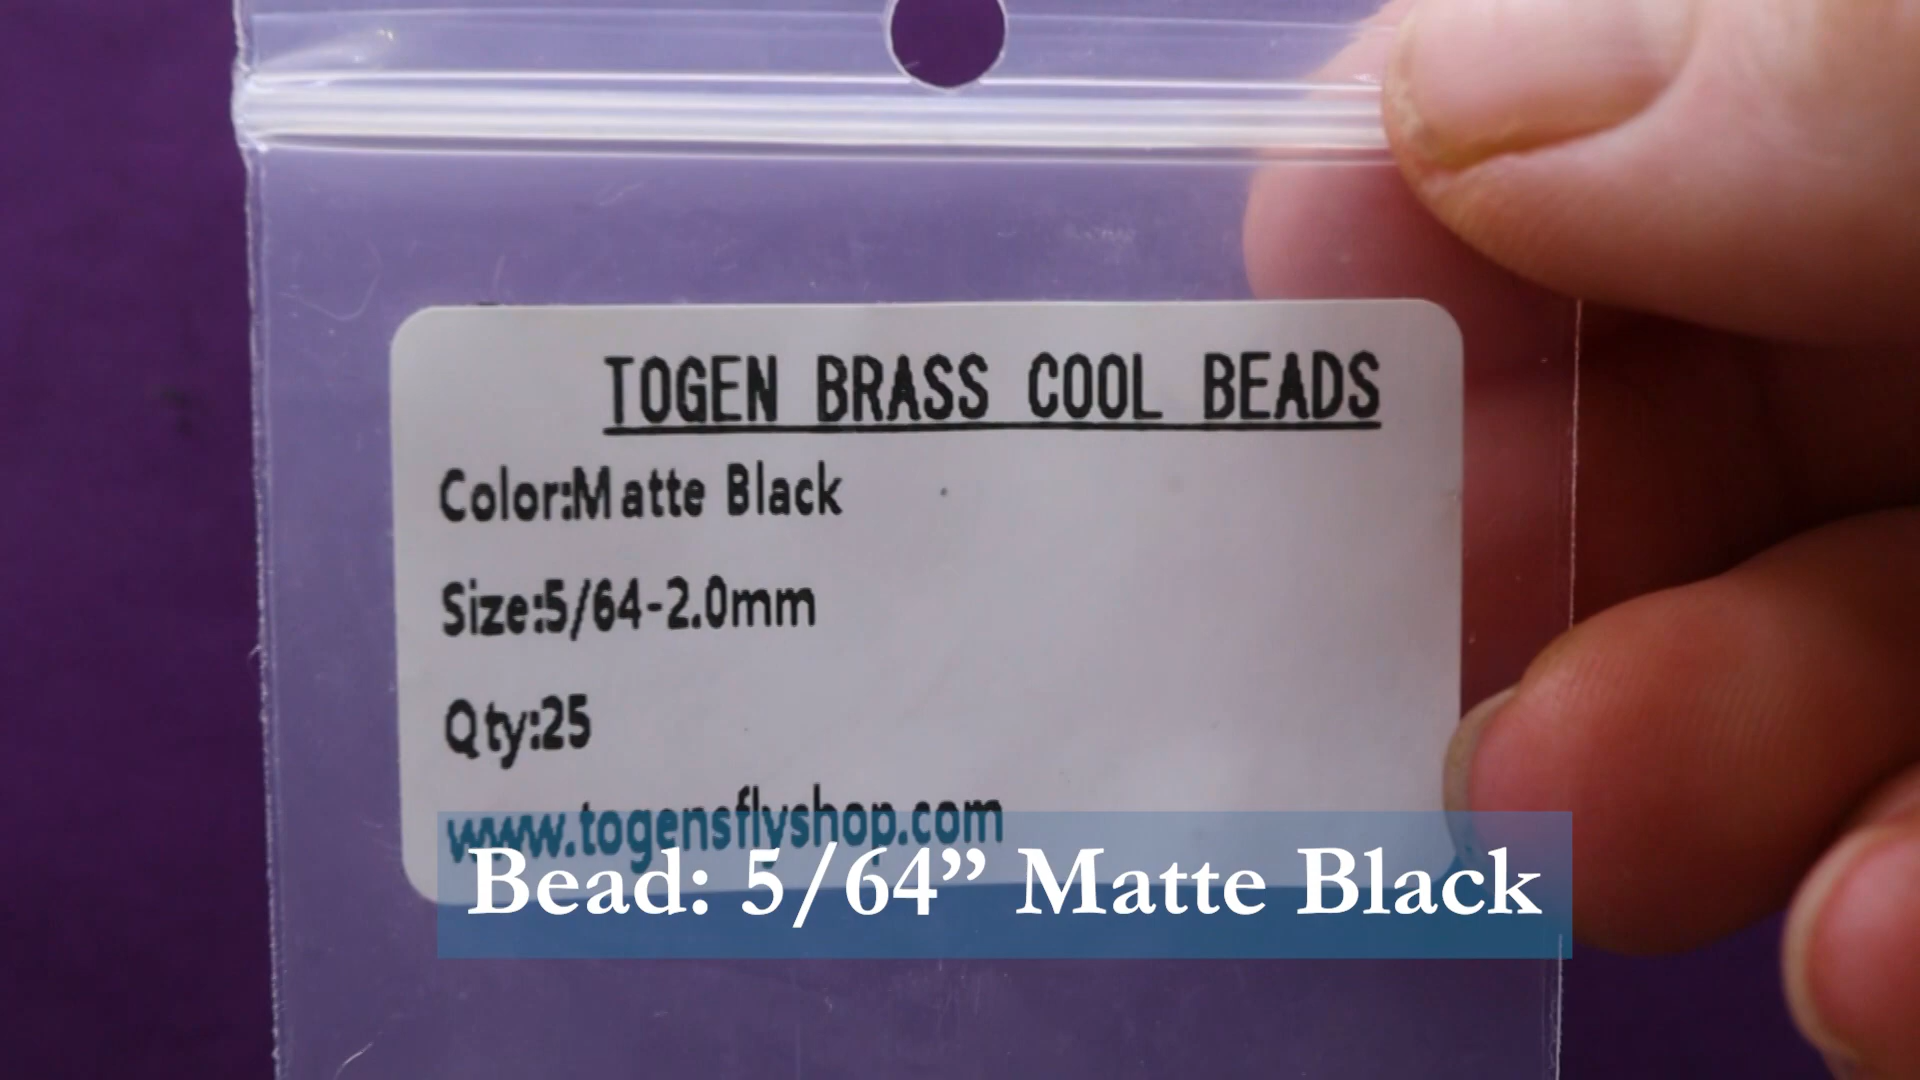 TOGEN BRASS COOL BEADS
Color:Matte Black
Size:5/64-2.0mm
Qty:25
www.togensflyshop.com
Bead: 5/64” Matte Black